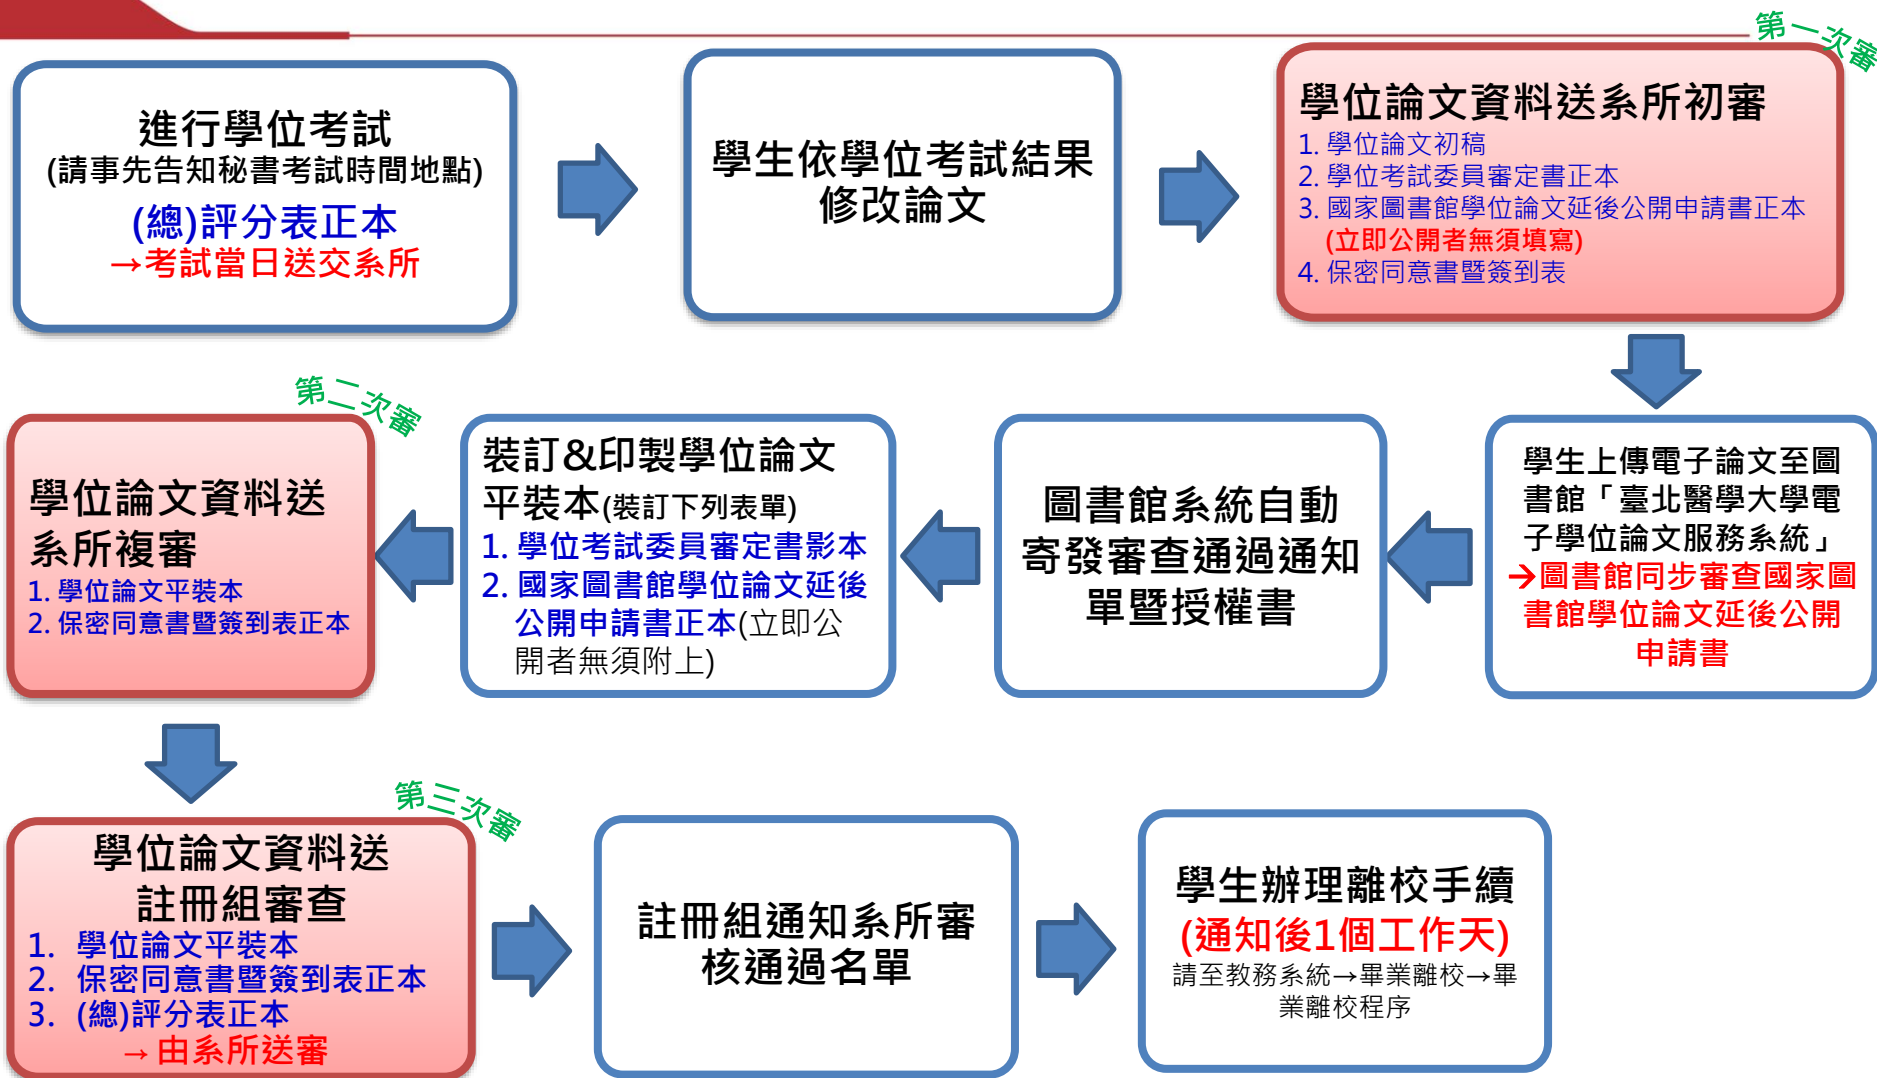 第一次審
進行學位考試
(請事先告知秘書考試時間地點)
(總)評分表正本
→考試當日送交系所
學生依學位考試結果
修改論文
學位論文資料送系所初審
1. 學位論文初稿
2. 學位考試委員審定書正本
3. 國家圖書館學位論文延後公開申請書正本
(立即公開者無須填寫)
4. 保密同意書暨簽到表
學生上傳電子論文至圖
書館「臺北醫學大學電
子學位論文服務系統」
→圖書館同步審查國家圖
書館學位論文延後公開
申請書
圖書館系統自動
寄發審查通過通知
單暨授權書
裝訂&印製學位論文
平裝本(裝訂下列表單)
1. 學位考試委員審定書影本
2. 國家圖書館學位論文延後
公開申請書正本(立即公
開者無須附上)
第二次審
學位論文資料送
系所複審
1. 學位論文平裝本
2. 保密同意書暨簽到表正本
第三次審
學位論文資料送
註冊組審查
1. 學位論文平裝本
2. 保密同意書暨簽到表正本
3. (總)評分表正本
→由系所送審
註冊組通知系所審
核通過名單
學生辦理離校手續
(通知後1個工作天)
請至教務系統→畢業離校→畢
業離校程序